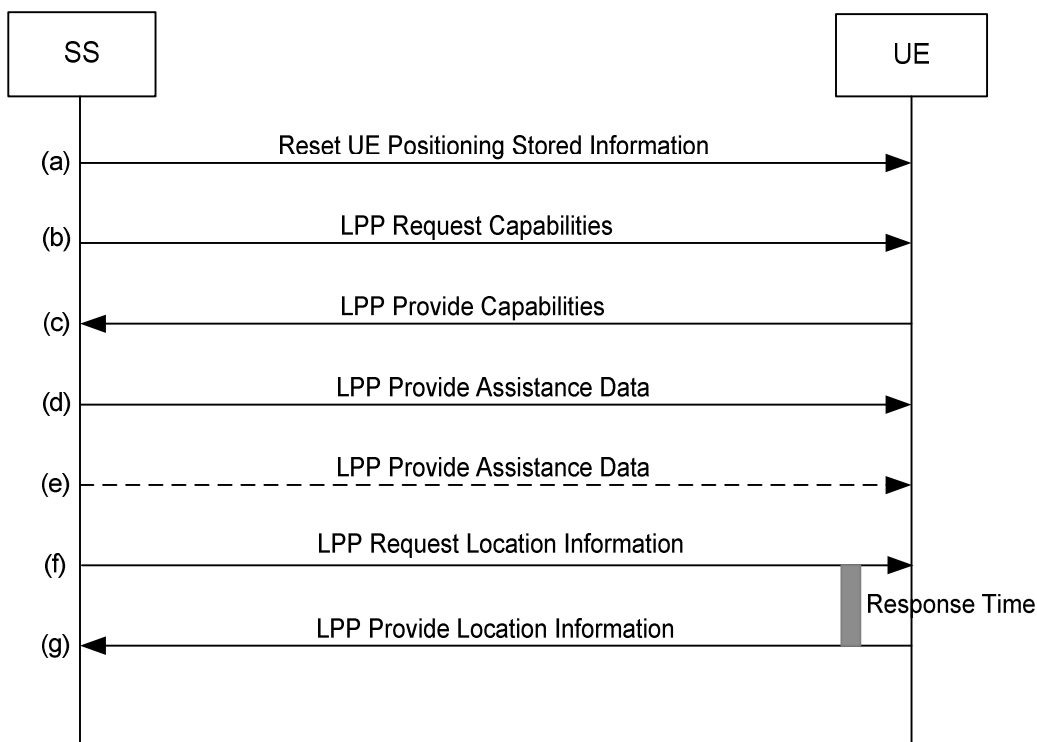 SS
UE
Reset UE Positioning Stored Information
(a)
LPP Request Capabilities
(b)
LPP Provide Capabilities
(c)
LPP Provide Assistance Data
(d)
LPP Provide Assistance Data
(e)
LPP Request Location Information
(f)
Response Time
LPP Provide Location Information
(g)